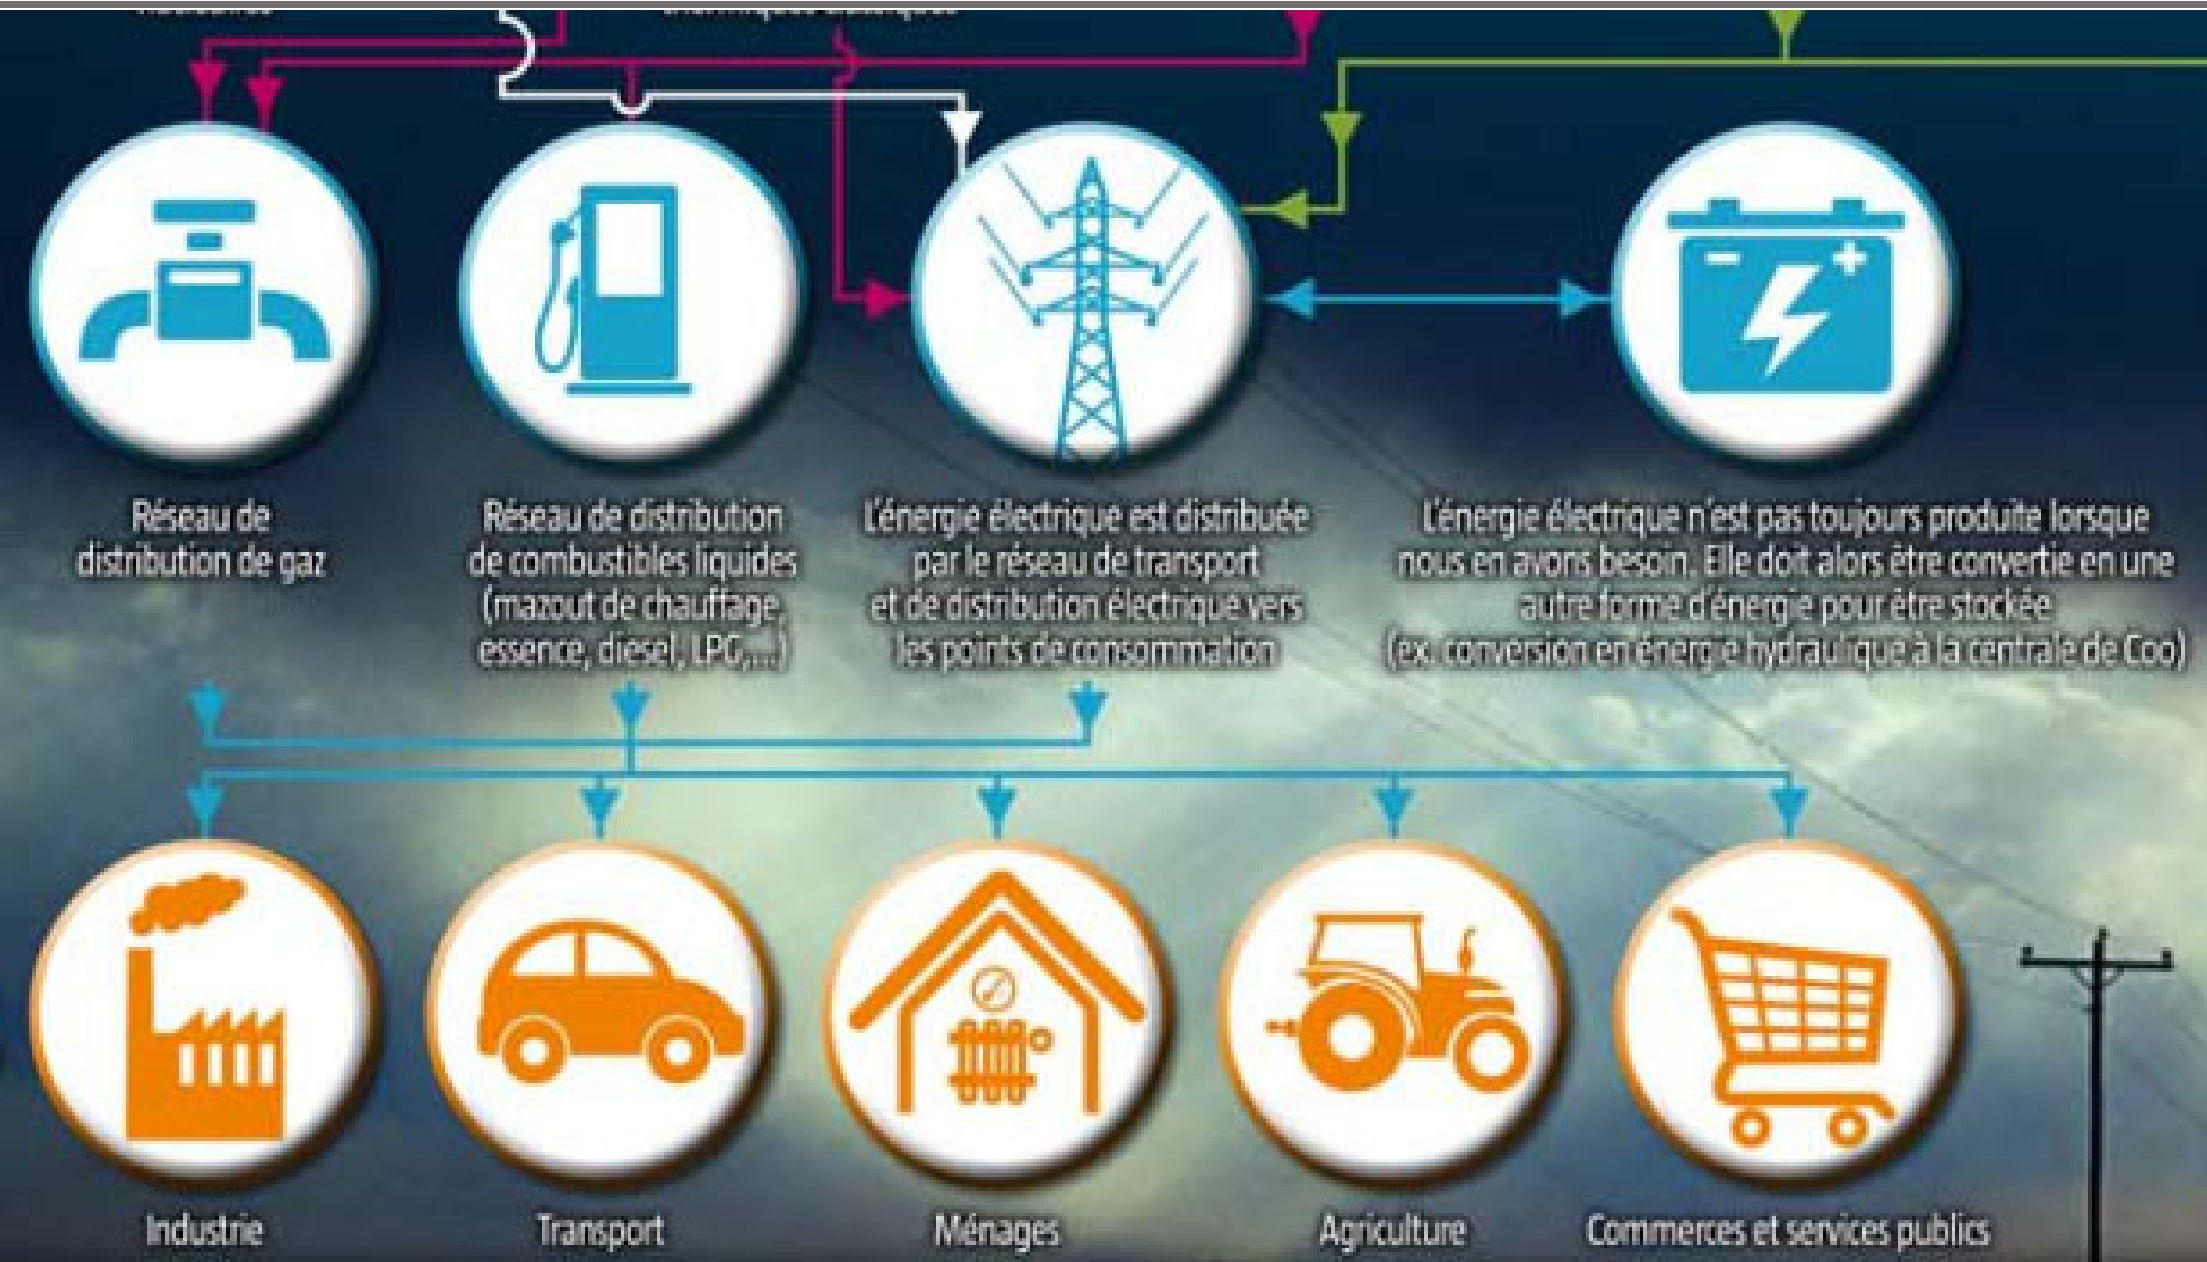 Réseau de
distribution de gaz
Réseau de distribution
de combustibles liquides
(mazout de chauffage,
essence, diesel, LPG,...)
L'énergie électrique est distribuée
par le réseau de transport
et de distribution électrique vers
les points de consommation
L'énergie électrique n'est pas toujours produite lorsque
nous en avons besoin. Elle doit alors être convertie en une
autre forme d'énergie pour être stockée
(ex. conversion en énergie hydraulique à la centrale de Coo)
Industrie
Transport
Ménages
Agriculture
Commerces et services publics